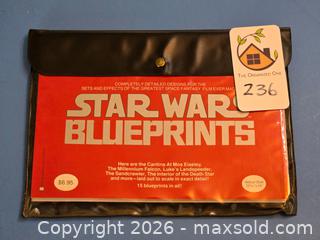 THE ORGANIZED ONE
236
COMPLETELY DETAILED DESIGNS FOR THE
SETS AND EFFECTS OF THE GREATEST SPACE FANTASY FILM EVER MADE
STAR WARS
BLUEPRINTS
Here are the Cantina At Mos Eisley,
The Millennium Falcon, Luke's Landspeeder,
The Sandcrawler, The interior of the Death Star
and more—laid out to scale in exact detail!
15 blueprints in all!
$6.95
Copyright 2026 - maxsold.com